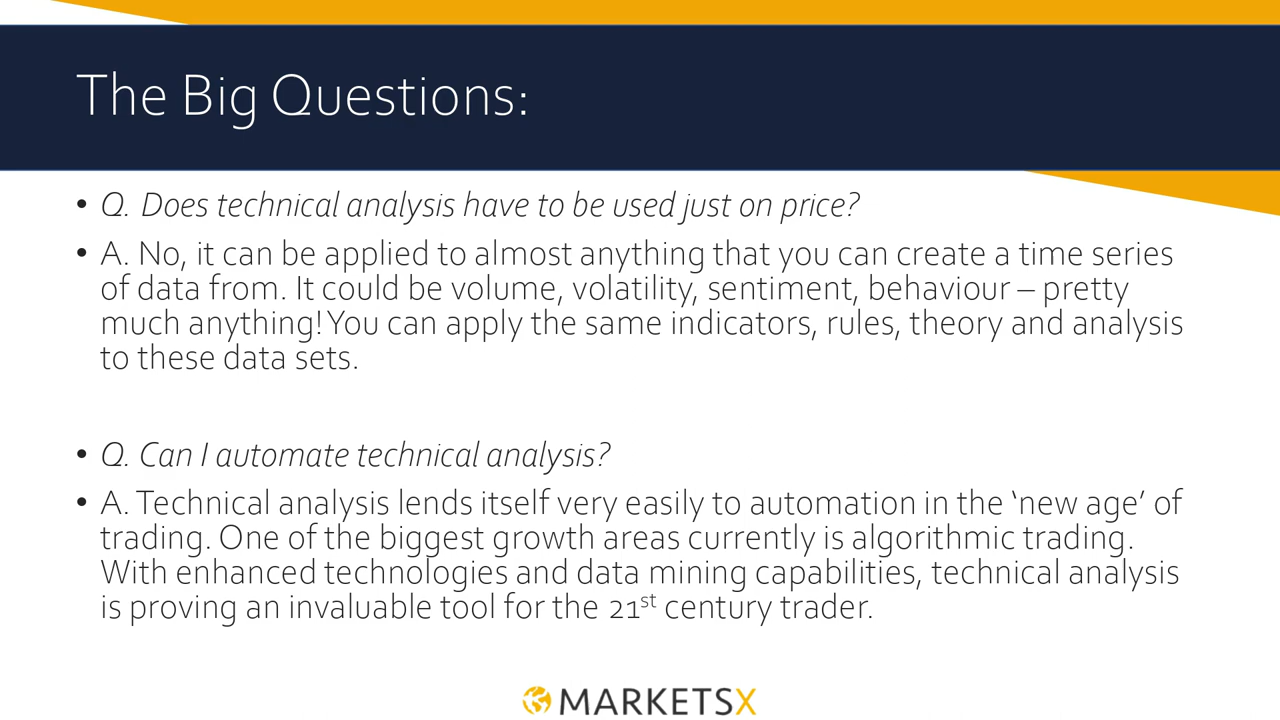 The Big Questions:
• Q. Does technical analysis have to be used just on price?
• A. No, it can be applied to almost anything that you can create a time series
of data from. It could be volume, volatility, sentiment, behaviour – pretty
much anything! You can apply the same indicators, rules, theory and analysis
to these data sets.
• Q. Can I automate technical analysis?
• A. Technical analysis lends itself very easily to automation in the ‘new age’ of
trading. One of the biggest growth areas currently is algorithmic trading.
With enhanced technologies and data mining capabilities, technical analysis
is proving an invaluable tool for the 21st century trader.
MARKETSX